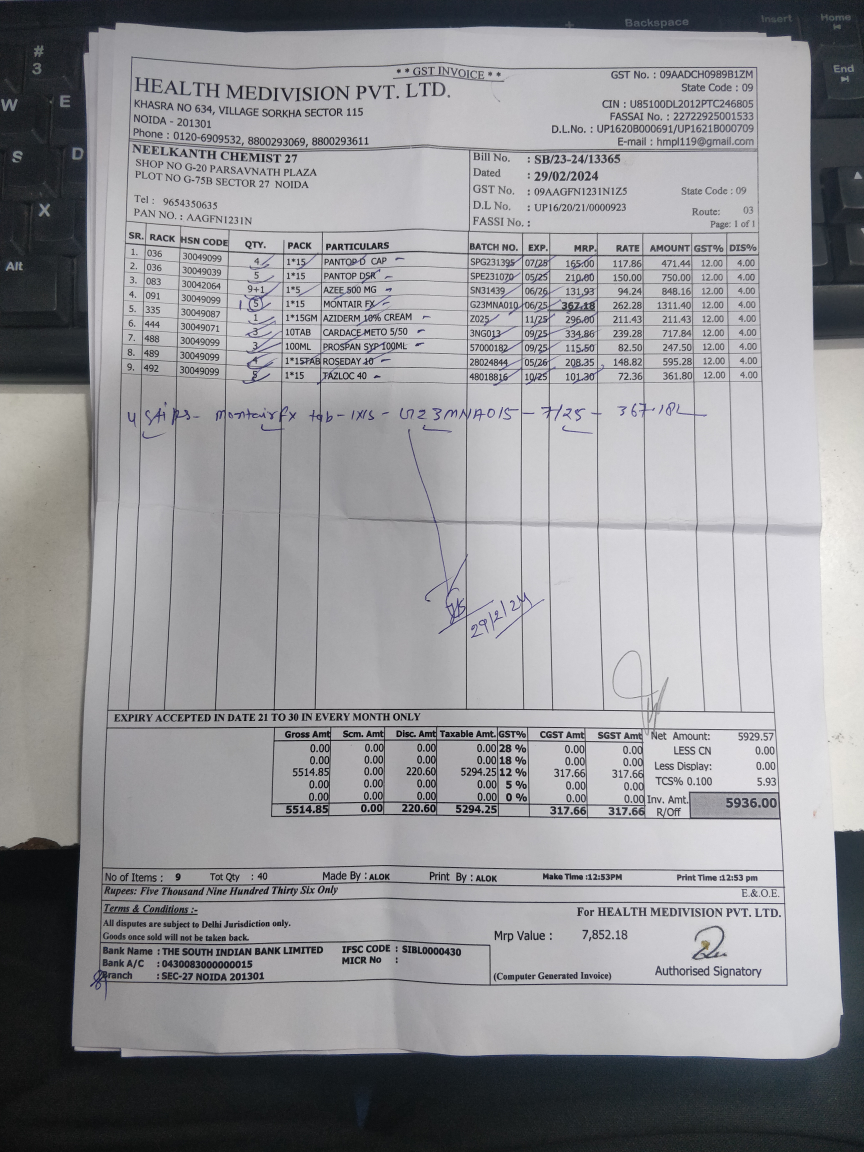 ** GST INVOICE **
HEALTH MEDIVISION PVT. LTD.
KHASRA NO 634, VILLAGE SORKHA SECTOR 115
NOIDA - 201301
Phone : 0120-6909532, 8800293069, 8800293611
GST No. : 09AADCH0989B1ZM
State Code : 09
CIN : U85100DL2012PTC246805
FASSAI No. : 22722925001533
D.L.No. : UP1620B000691/UP1621B000709
E-mail : hmpl119@gmail.com
NEELKANTH CHEMIST 27
SHOP NO G-20 PARSAVNATH PLAZA
PLOT NO G-75B SECTOR 27 NOIDA
Tel : 9654350635
PAN NO. : AAGFN1231N
Bill No. : SB/23-24/13365
Dated : 29/02/2024
GST No. : 09AAGFN1231N1Z5 State Code : 09
D.L No. : UP16/20/21/0000923
Route: 03
FASSI No. : Page: 1 of 1
SR. RACK HSN CODE QTY. PACK PARTICULARS BATCH NO. EXP. MRP. RATE AMOUNT GST% DIS%
1. 036 30049099 4 1*15 PANTOP D CAP SPG231395 07/25 165.00 117.86 471.44 12.00 4.00
2. 036 30049039 5 1*15 PANTOP DSR SPE231070 05/25 210.00 150.00 750.00 12.00 4.00
3. 083 30042064 9+1 1*5 AZEE 500 MG SN31439 06/26 131.93 94.24 848.16 12.00 4.00
4. 091 30049099 1 5 1*15 MONTAIR FX G23MNA010 06/25 367.18 262.28 1311.40 12.00 4.00
5. 335 30049087 1 1*15GM AZIDERM 10% CREAM Z025 11/25 296.00 211.43 211.43 12.00 4.00
6. 444 30049071 3 10TAB CARDACE METO 5/50 3NG013 09/25 334.86 239.28 717.84 12.00 4.00
7. 488 30049099 3 100ML PROSPAN SYP 100ML 57000182 09/25 115.50 82.50 247.50 12.00 4.00
8. 489 30049099 4 1*15TAB ROSEDAY 10 28024844 05/26 208.35 148.82 595.28 12.00 4.00
9. 492 30049099 5 1*15 TAZLOC 40 48018816 10/25 101.30 72.36 361.80 12.00 4.00
4 Strips - Montair fx tab - 1X15 - G23MNA015 - 7/25 - 367.18
29/2/24
EXPIRY ACCEPTED IN DATE 21 TO 30 IN EVERY MONTH ONLY
Gross Amt Scm. Amt Disc. Amt Taxable Amt. GST% CGST Amt SGST Amt
0.00 0.00 0.00 0.00 28 % 0.00 0.00
0.00 0.00 0.00 0.00 18 % 0.00 0.00
5514.85 0.00 220.60 5294.25 12 % 317.66 317.66
0.00 0.00 0.00 0.00 5 % 0.00 0.00
0.00 0.00 0.00 0.00 0 % 0.00 0.00
5514.85 0.00 220.60 5294.25 317.66 317.66
Net Amount: 5929.57
LESS CN 0.00
Less Display: 0.00
TCS% 0.100 5.93
Inv. Amt. 5936.00
R/Off
No of Items : 9 Tot Qty : 40 Made By : ALOK Print By : ALOK Make Time :12:53PM Print Time :12:53 pm
Rupees: Five Thousand Nine Hundred Thirty Six Only E.&O.E.
Terms & Conditions :-
All disputes are subject to Delhi Jurisdiction only.
Goods once sold will not be taken back.
For HEALTH MEDIVISION PVT. LTD.
Mrp Value : 7,852.18
Bank Name : THE SOUTH INDIAN BANK LIMITED IFSC CODE : SIBL0000430
Bank A/C : 0430083000000015 MICR No :
Branch : SEC-27 NOIDA 201301
(Computer Generated Invoice)
Authorised Signatory
Backspace
Insert
Home
End
#
3
W
E
S
D
X
Alt